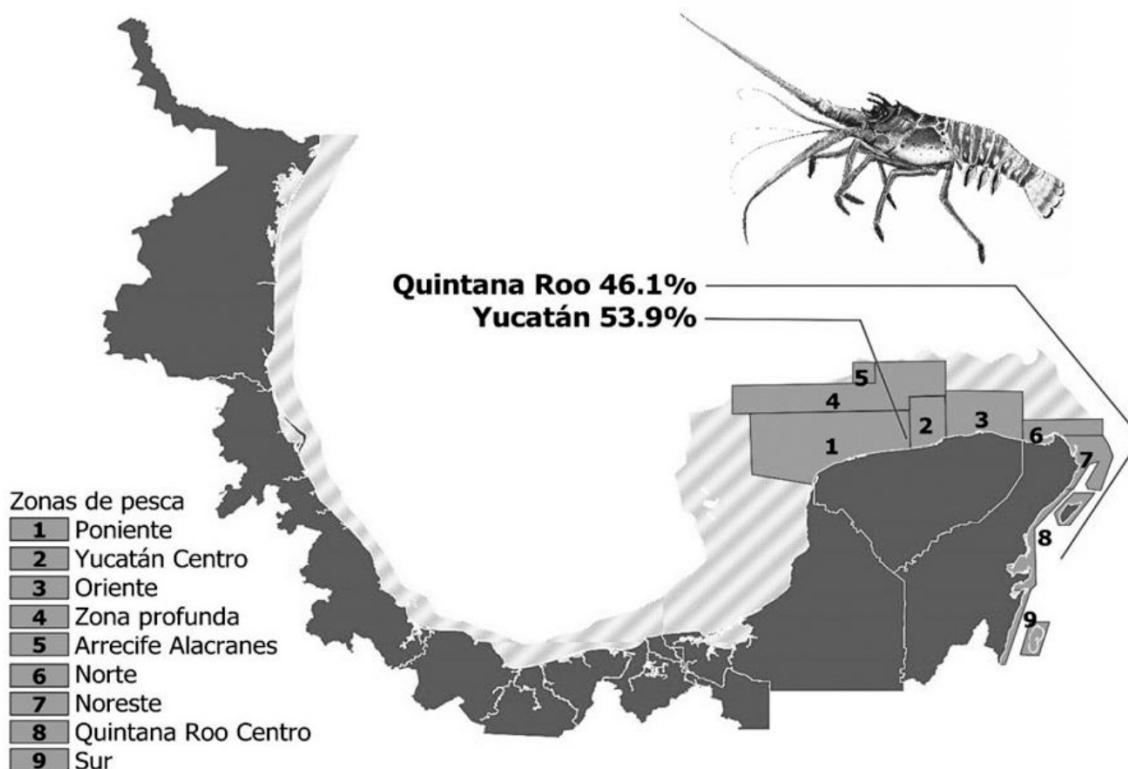 Quintana Roo 46.1%
Yucatán 53.9%
5
4
2
3
1
6
7
8
9
Zonas de pesca
1 Poniente
2 Yucatán Centro
3 Oriente
4 Zona profunda
5 Arrecife Alacranes
6 Norte
7 Noreste
8 Quintana Roo Centro
9 Sur